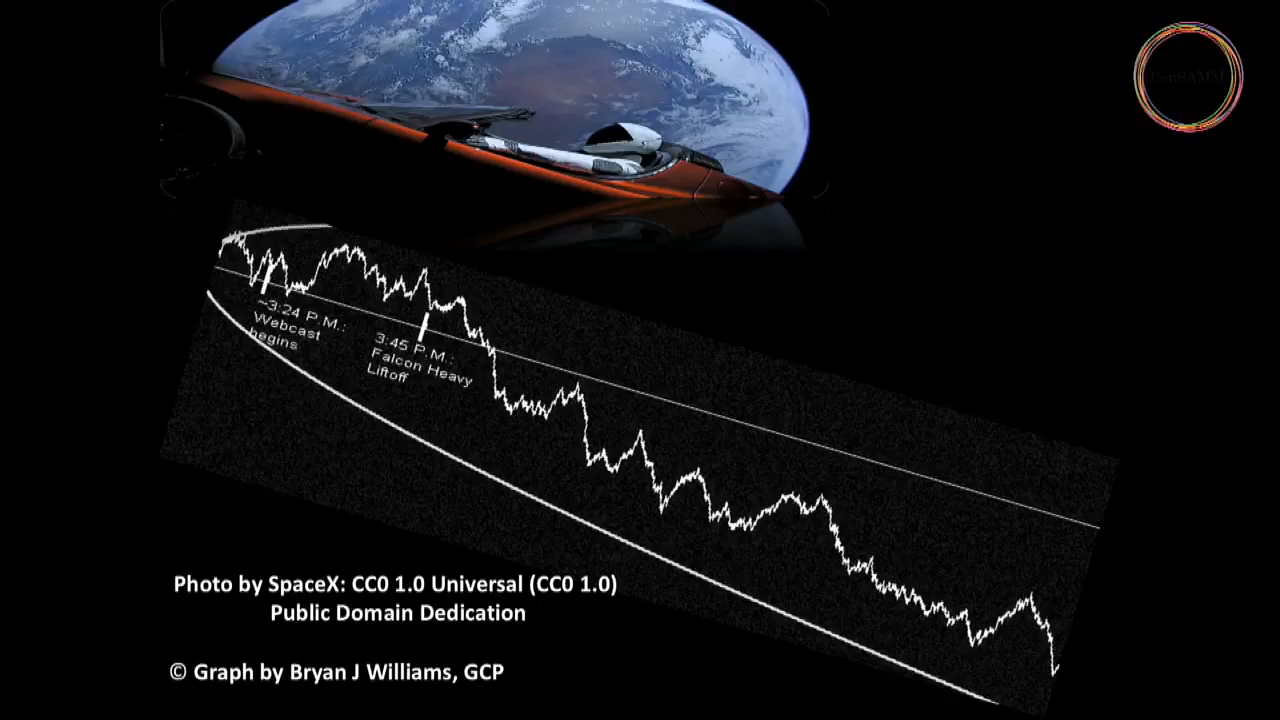 ~3:24 P.M.:
Webcast
begins
3:45 P.M.:
Falcon Heavy
Liftoff
Photo by SpaceX: CC0 1.0 Universal (CC0 1.0)
Public Domain Dedication
© Graph by Bryan J Williams, GCP